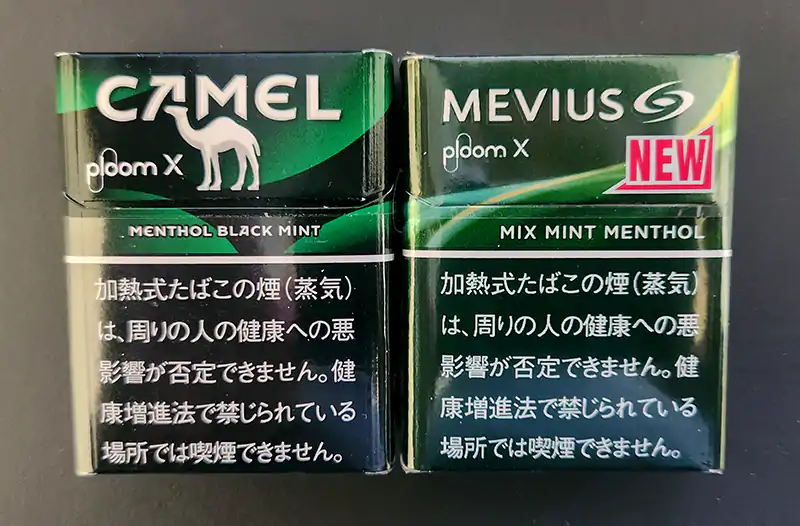 CAMEL
ploom X
MENTHOL BLACK MINT
加熱式たばこの煙（蒸気）
は、周りの人の健康への悪
影響が否定できません。健
康増進法で禁じられている
場所では喫煙できません。
MEVIUS
ploom X
NEW
MIX MINT MENTHOL
加熱式たばこの煙（蒸気）
は、周りの人の健康への悪
影響が否定できません。健
康増進法で禁じられている
場所では喫煙できません。